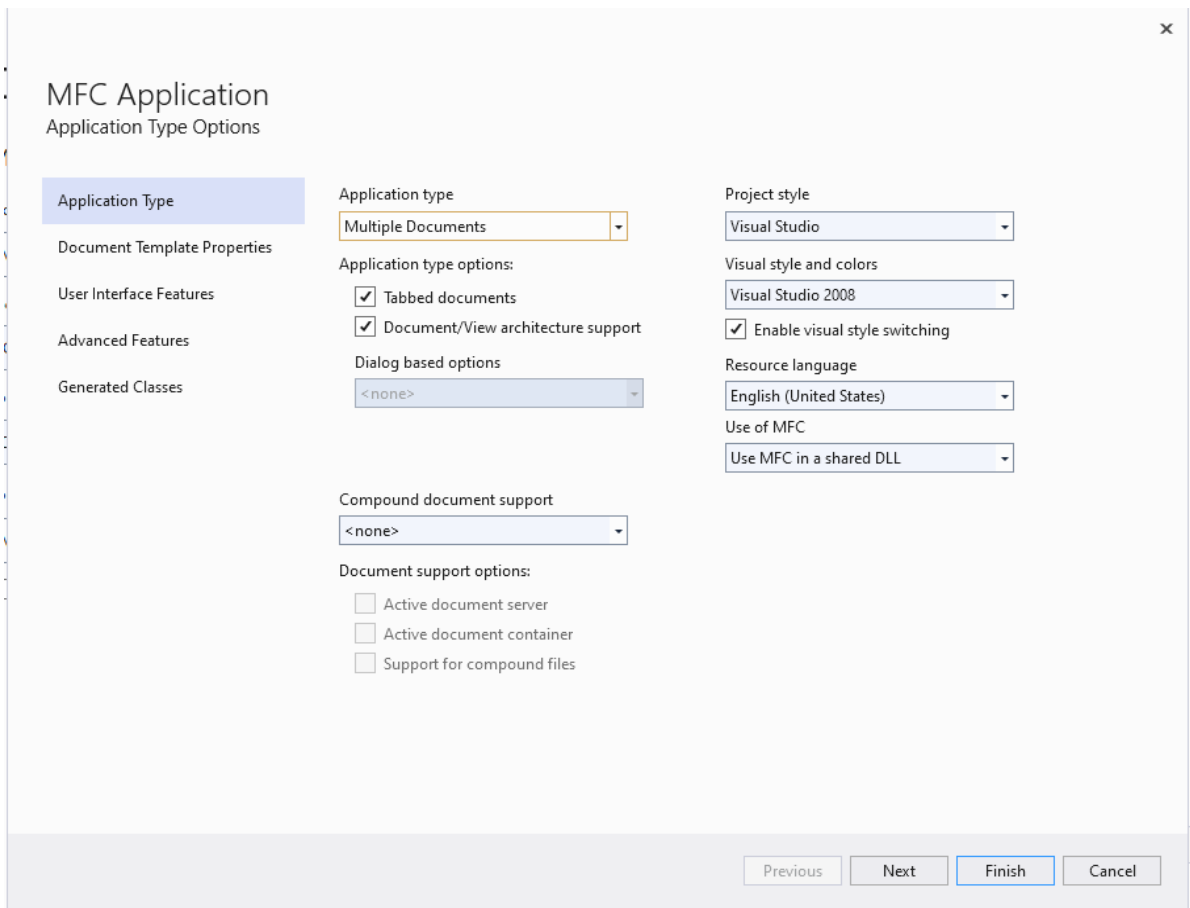 MFC Application
Application Type Options
Application Type
Document Template Properties
User Interface Features
Advanced Features
Generated Classes
Application type
Multiple Documents
Application type options:
Tabbed documents
Document/View architecture support
Dialog based options
<none>
Compound document support
<none>
Document support options:
Active document server
Active document container
Support for compound files
Project style
Visual Studio
Visual style and colors
Visual Studio 2008
Enable visual style switching
Resource language
English (United States)
Use of MFC
Use MFC in a shared DLL
Previous
Next
Finish
Cancel